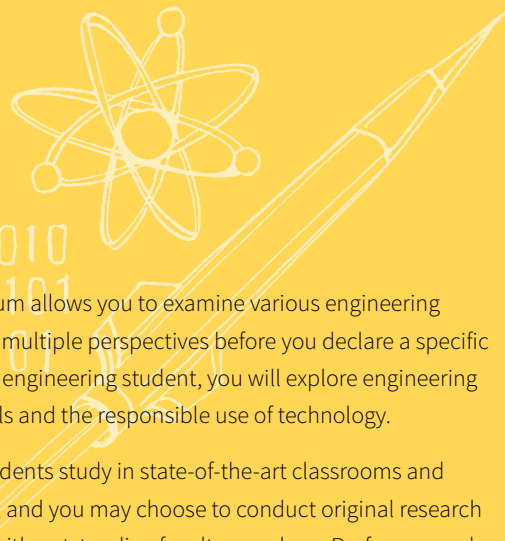 010
101
01
um allows you to examine various engineering
multiple perspectives before you declare a specific
engineering student, you will explore engineering
ls and the responsible use of technology.
dents study in state-of-the-art classrooms and
and you may choose to conduct original research